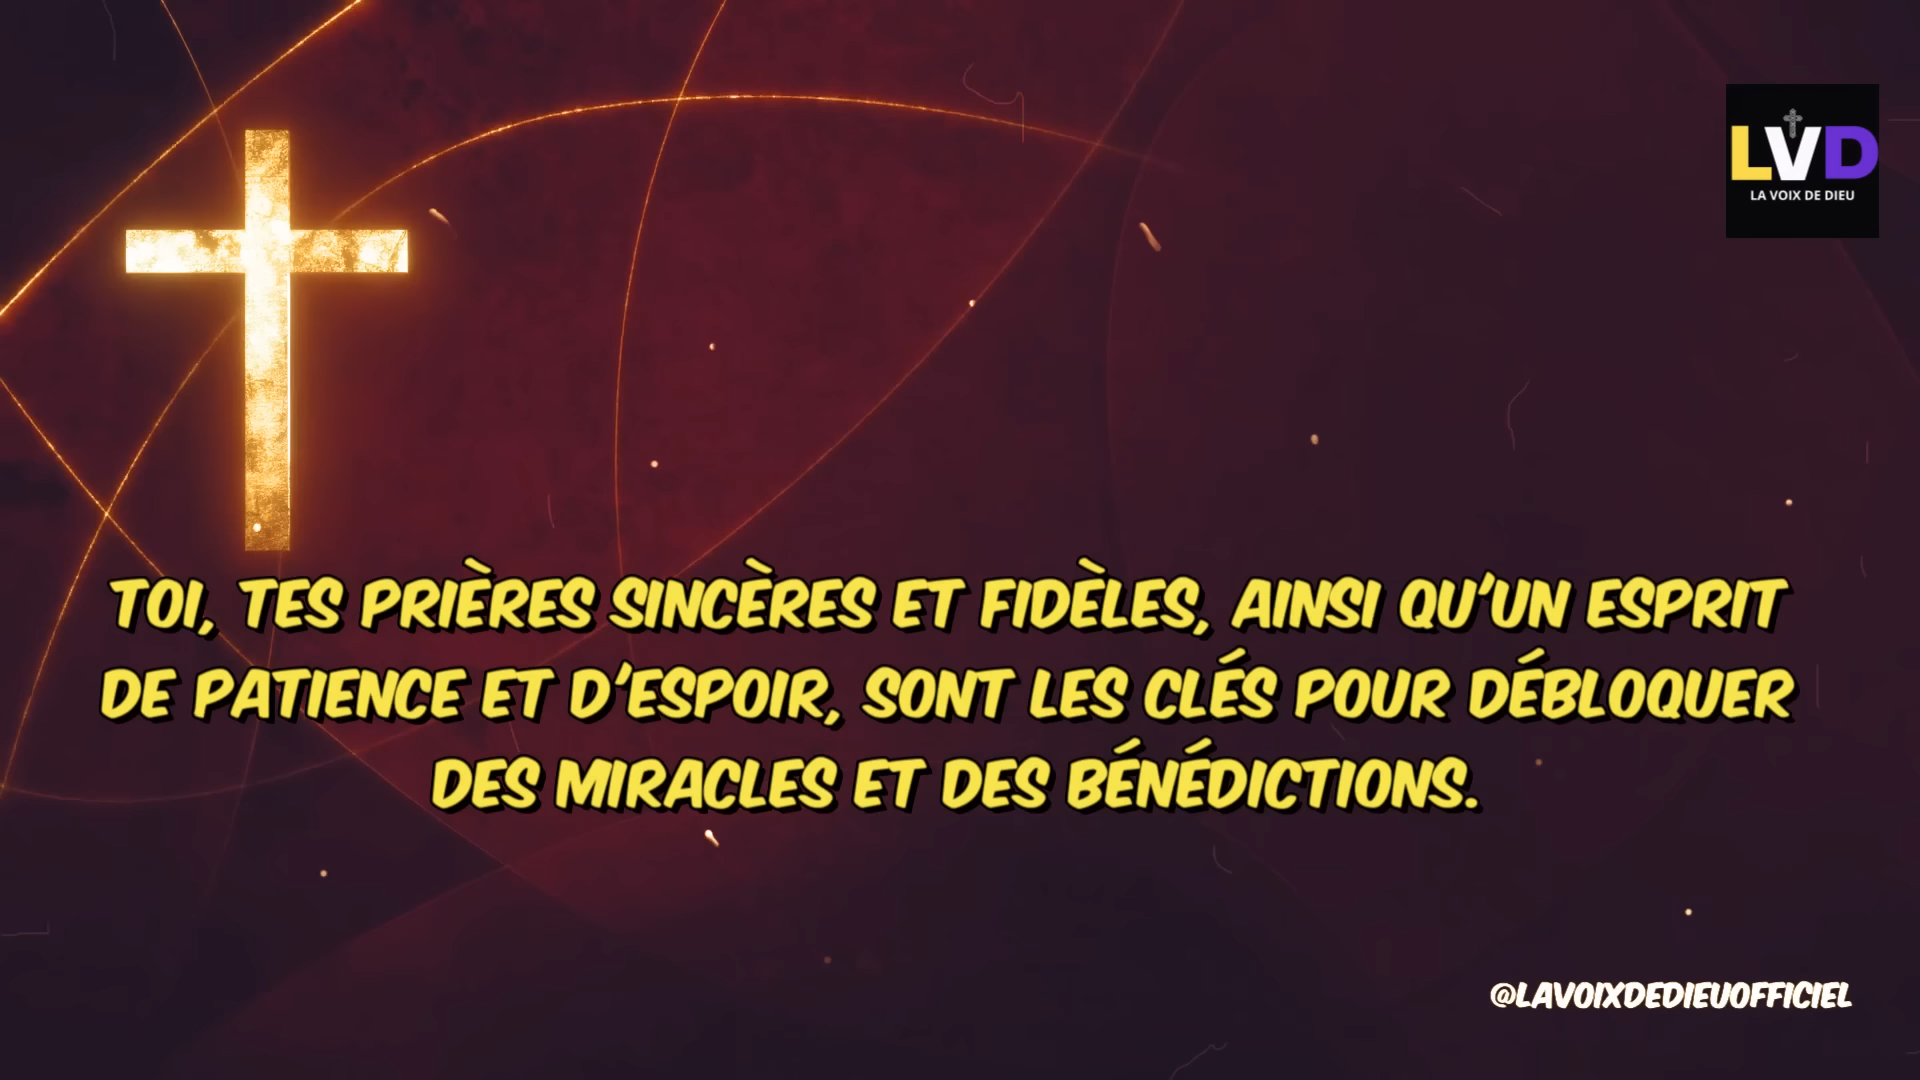 LVD
LA VOIX DE DIEU
TOI, TES PRIÈRES SINCÈRES ET FIDÈLES, AINSI QU'UN ESPRIT
DE PATIENCE ET D'ESPOIR, SONT LES CLÉS POUR DÉBLOQUER
DES MIRACLES ET DES BÉNÉDICTIONS.
@LAVOIXDEDIEUOFFICIEL